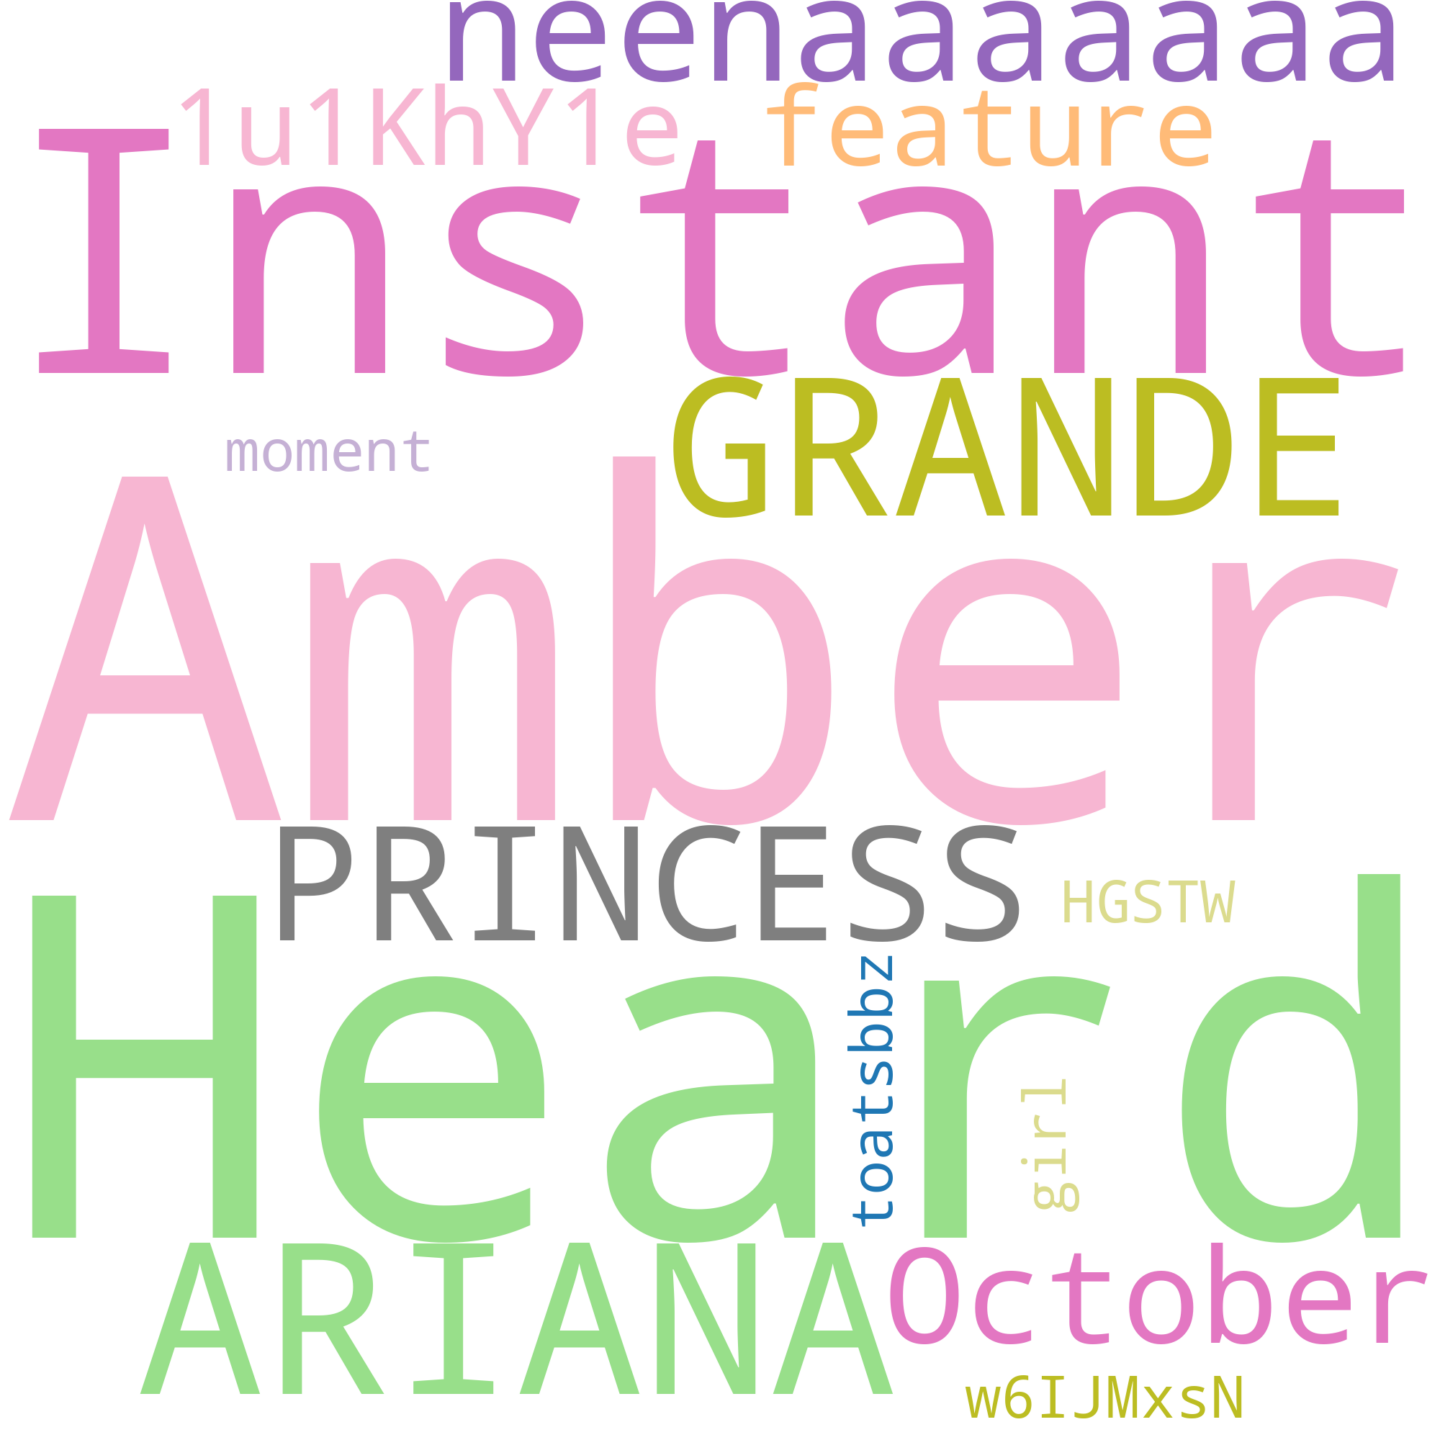 neenaaaaaaa
1u1KhY1e feature
Instant
GRANDE
moment
Amber
PRINCESS
HGSTW
Heard
toatsbbz
girl
ARIANA
October
w6IJMxsN